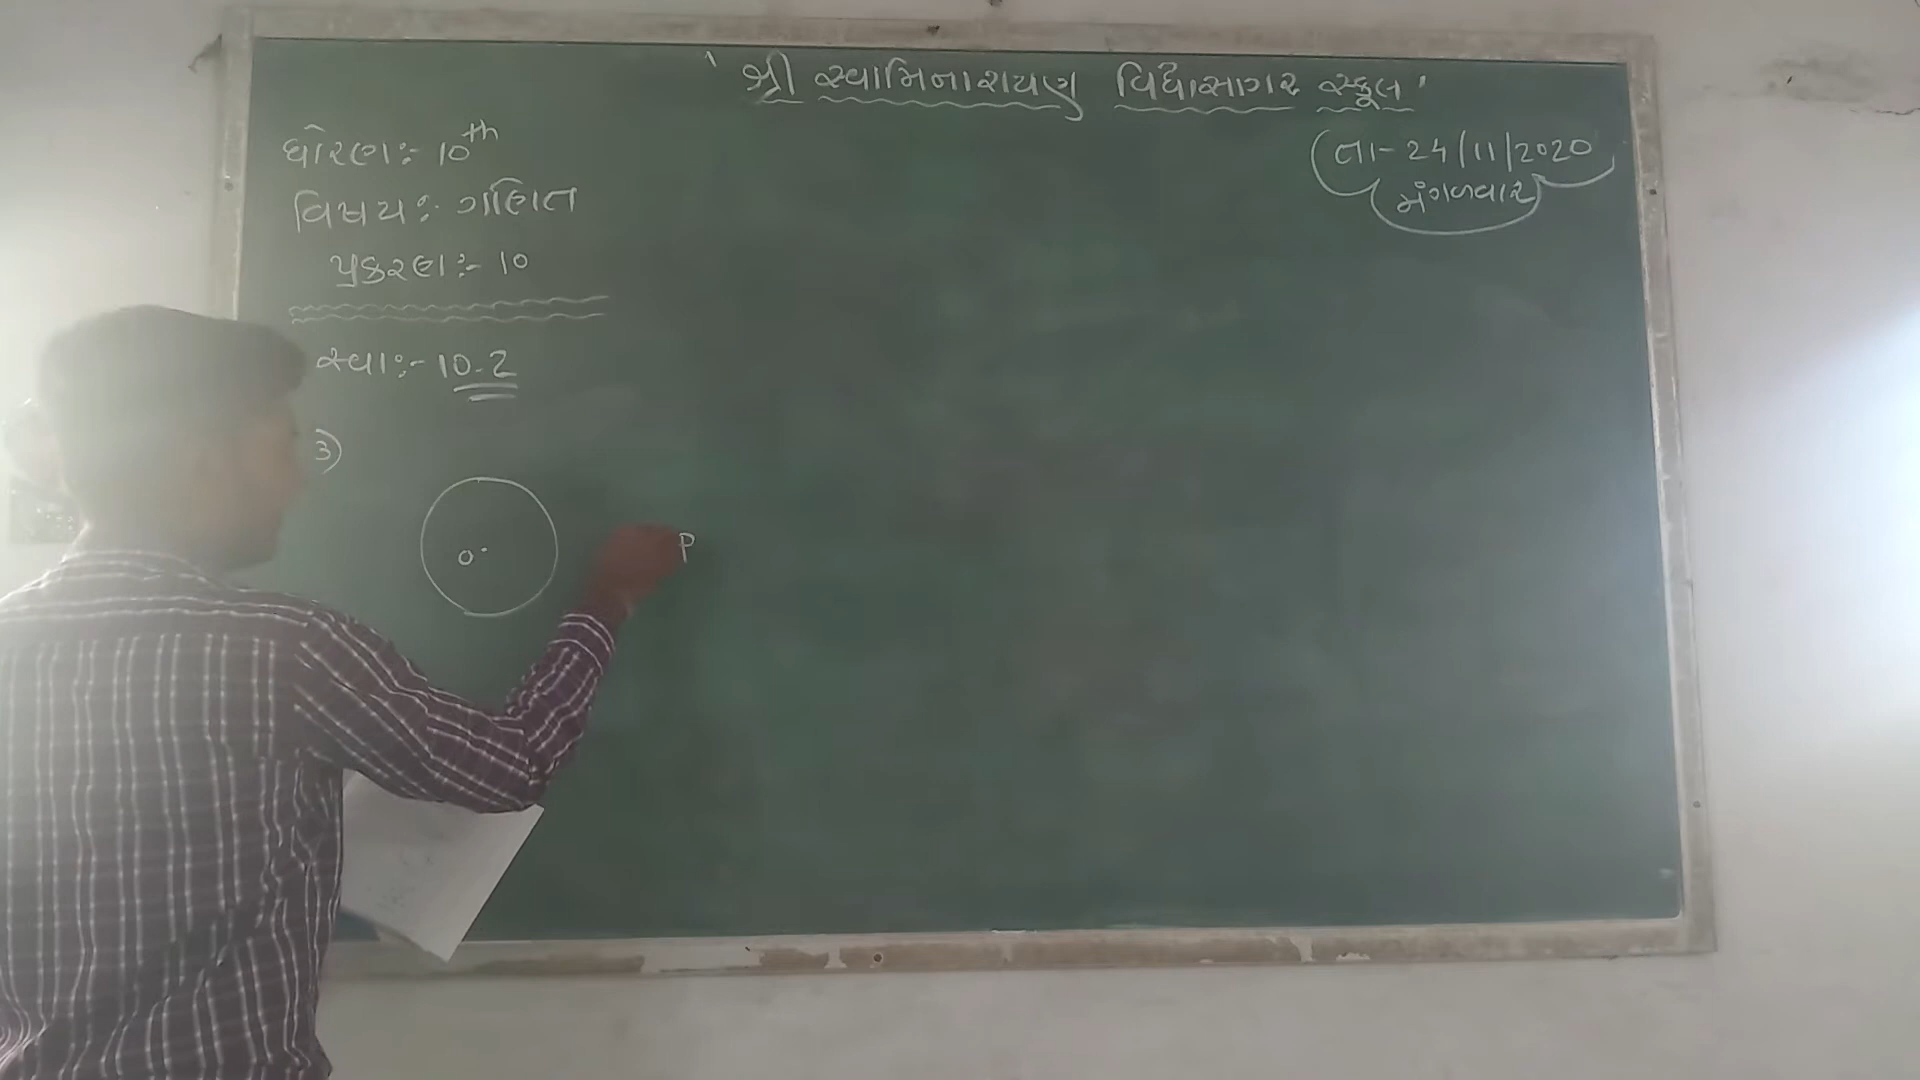 'શ્રી સ્વામિનારાયણ વિદ્યાસાગર સ્કૂલ'
ધોરણ:- 10th
તા- 24/11/2020
મંગળવાર
વિષય:- ગણિત
પ્રકરણ:- 10
સ્વા:- 10.2
3)
O
P